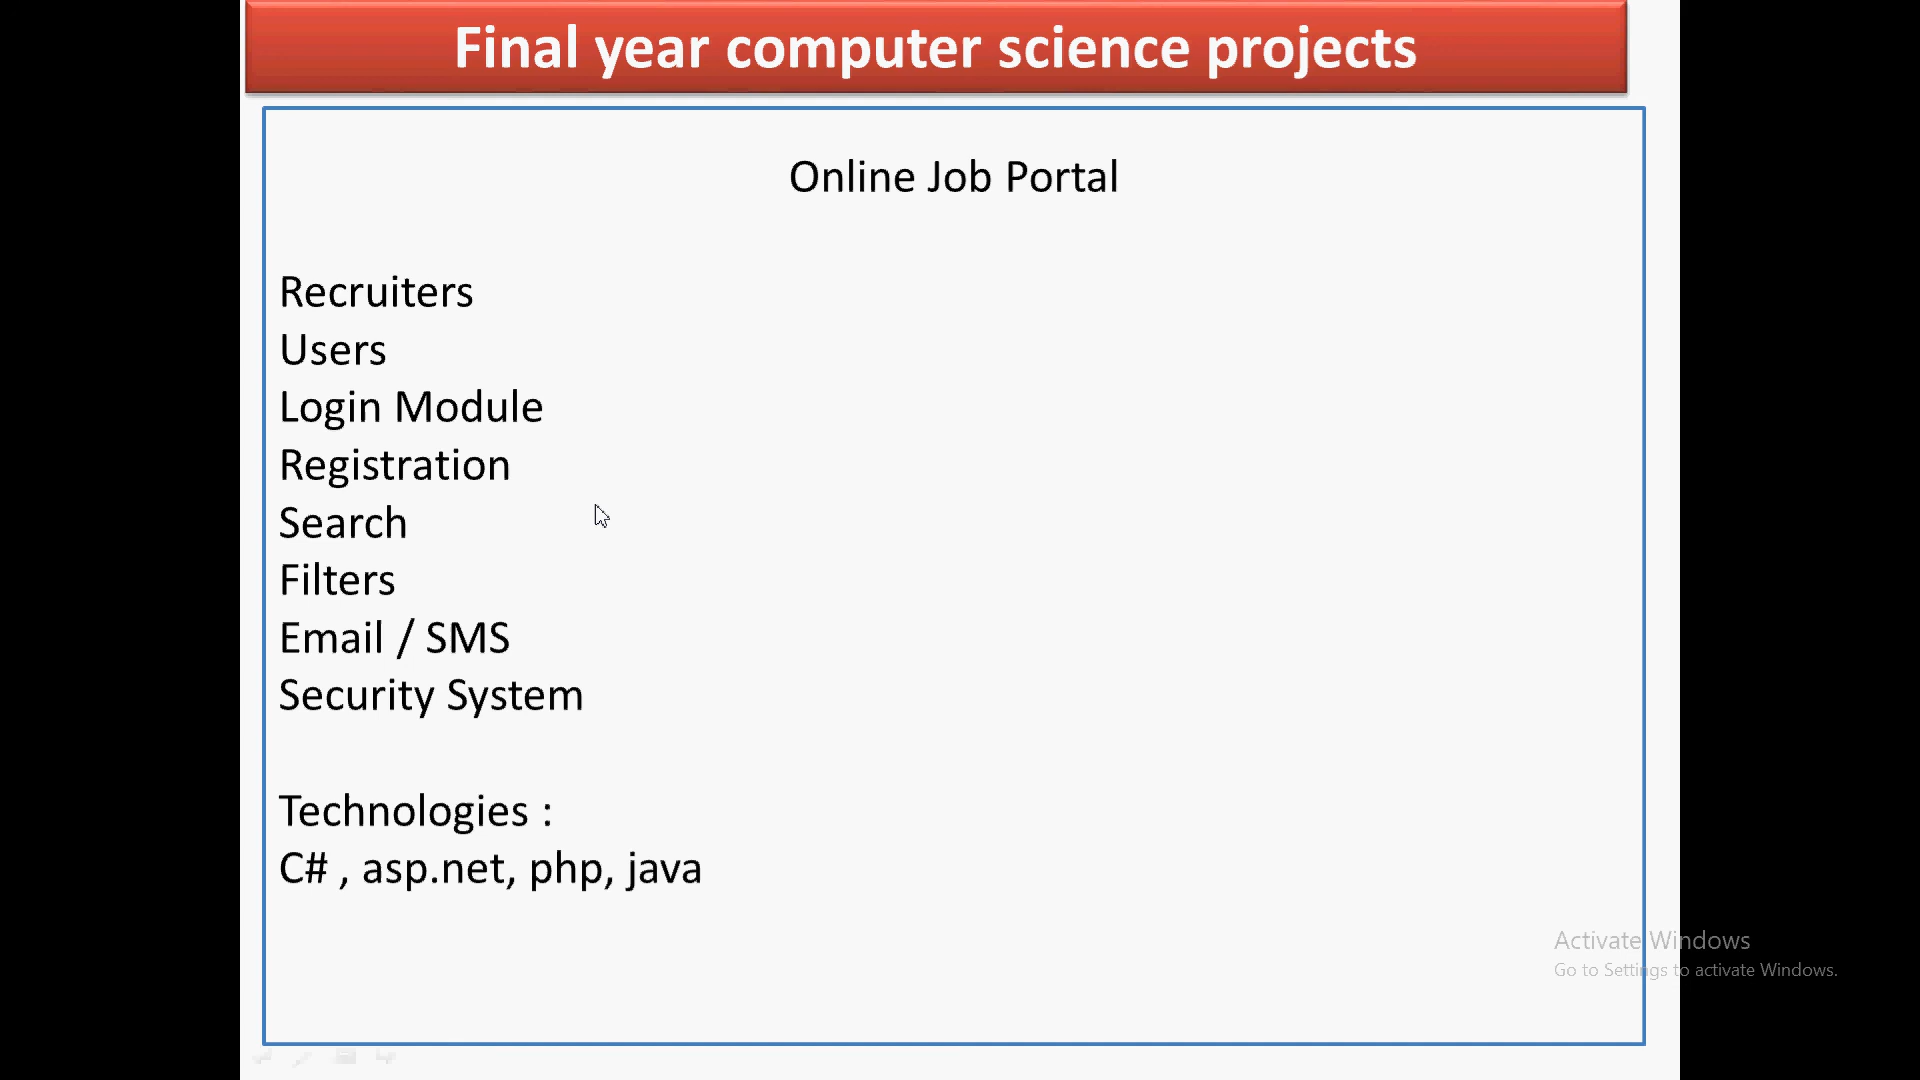 Final year computer science projects
Online Job Portal
Recruiters
Users
Login Module
Registration
Search
Filters
Email / SMS
Security System
Technologies :
C# , asp.net, php, java
Activate Windows
Go to Settings to activate Windows.